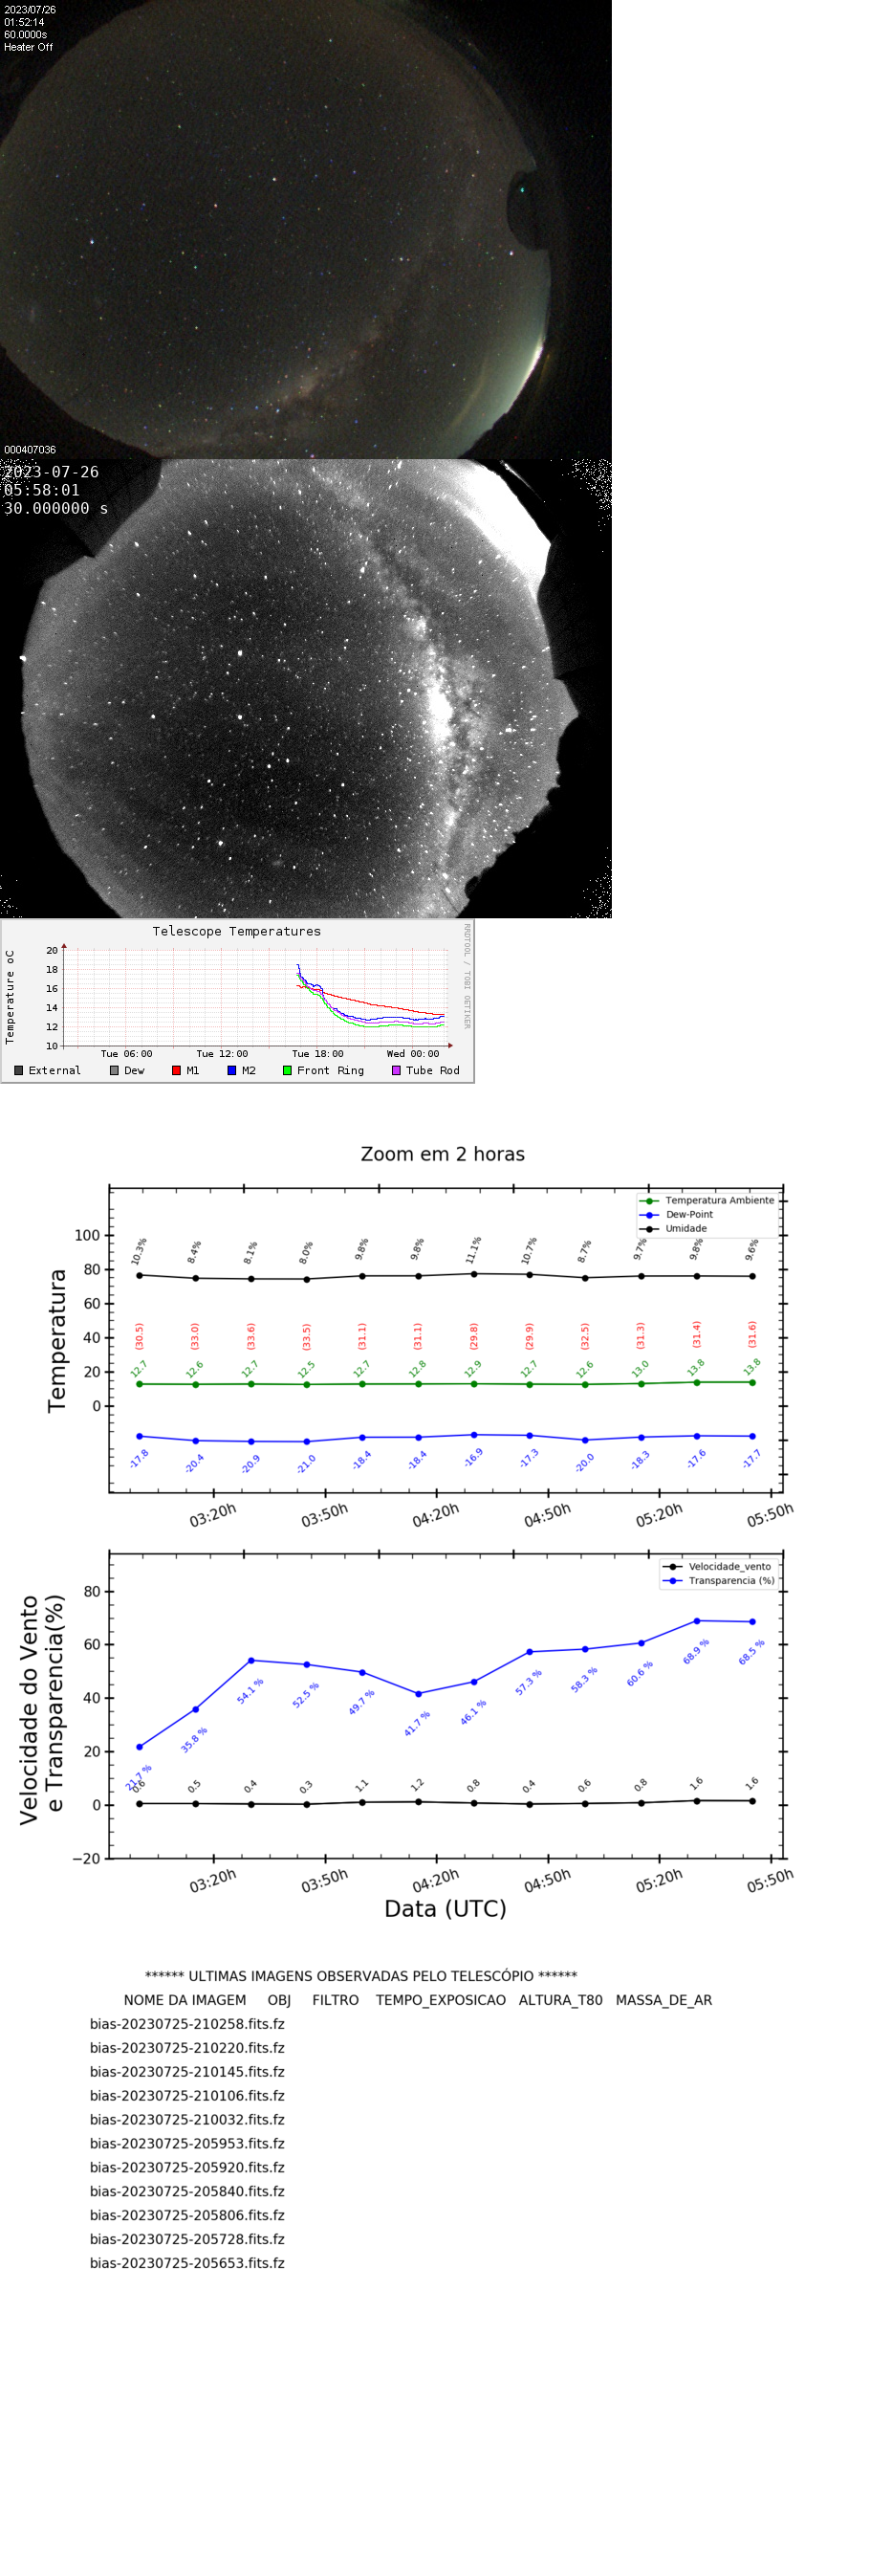 2023/07/26
01:52:14
60.0000s
Heater Off
000407036
2023-07-26
05:58:01
30.000000 s
Telescope Temperatures
RRDTOOL / TOBI OETIKER
Temperature oC
20
18
16
14
12
10
Tue 06:00 Tue 12:00 Tue 18:00 Wed 00:00
External Dew M1 M2 Front Ring Tube Rod
Zoom em 2 horas
Temperatura Ambiente
Dew-Point
Umidade
Temperatura
100
80
60
40
20
0
10.3% 8.4% 8.1% 8.0% 9.8% 9.8% 11.1% 10.7% 8.7% 9.7% 9.8% 9.6%
(30.5) (33.0) (33.6) (33.5) (31.1) (31.1) (29.8) (29.9) (32.5) (31.3) (31.4) (31.6)
12.7 12.6 12.7 12.5 12.7 12.8 12.9 12.7 12.6 13.0 13.8 13.8
-17.8 -20.4 -20.9 -21.0 -18.4 -18.4 -16.9 -17.3 -20.0 -18.3 -17.6 -17.7
03:20h 03:50h 04:20h 04:50h 05:20h 05:50h
Velocidade_vento
Transparencia (%)
Velocidade do Vento
e Transparencia(%)
80
60
40
20
0
−20
21.7 % 35.8 % 54.1 % 52.5 % 49.7 % 41.7 % 46.1 % 57.3 % 58.3 % 60.6 % 68.9 % 68.5 %
0.6 0.5 0.4 0.3 1.1 1.2 0.8 0.4 0.6 0.8 1.6 1.6
03:20h 03:50h 04:20h 04:50h 05:20h 05:50h
Data (UTC)
****** ULTIMAS IMAGENS OBSERVADAS PELO TELESCÓPIO ******
NOME DA IMAGEM OBJ FILTRO TEMPO_EXPOSICAO ALTURA_T80 MASSA_DE_AR
bias-20230725-210258.fits.fz
bias-20230725-210220.fits.fz
bias-20230725-210145.fits.fz
bias-20230725-210106.fits.fz
bias-20230725-210032.fits.fz
bias-20230725-205953.fits.fz
bias-20230725-205920.fits.fz
bias-20230725-205840.fits.fz
bias-20230725-205806.fits.fz
bias-20230725-205728.fits.fz
bias-20230725-205653.fits.fz